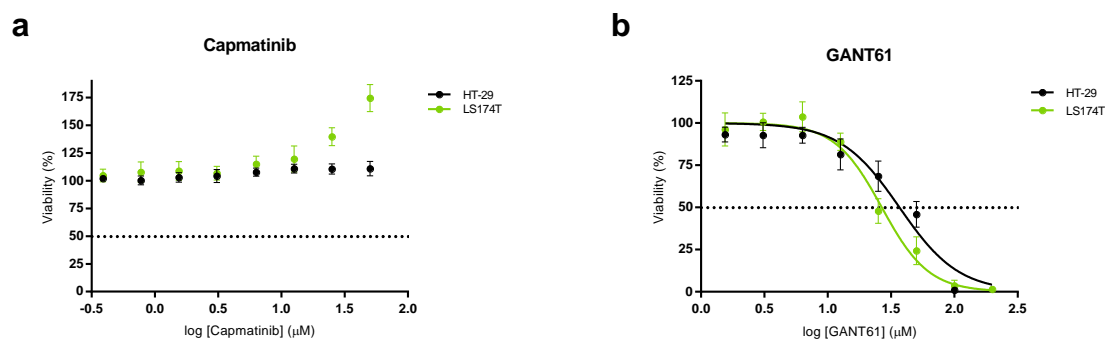 a
Capmatinib
Viability (%)
175
150
125
100
75
50
25
0
-0.5
0.0
0.5
1.0
1.5
2.0
log [Capmatinib] (µM)
HT-29
LS174T
b
GANT61
Viability (%)
125
100
75
50
25
0
0.0
0.5
1.0
1.5
2.0
2.5
log [GANT61] (µM)
HT-29
LS174T